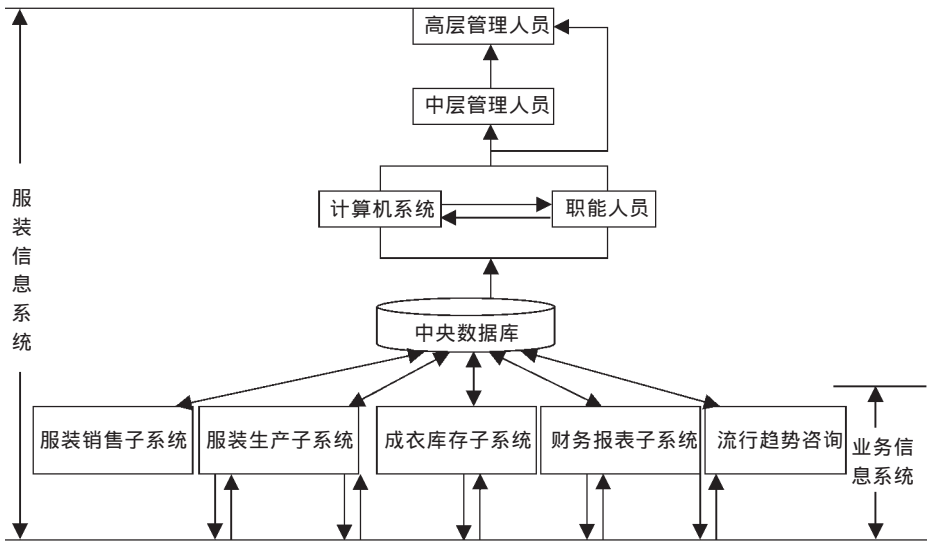 高层管理人员
中层管理人员
计算机系统
职能人员
服装信息系统
中央数据库
服装销售子系统
服装生产子系统
成衣库存子系统
财务报表子系统
流行趋势咨询
业务信
息系统